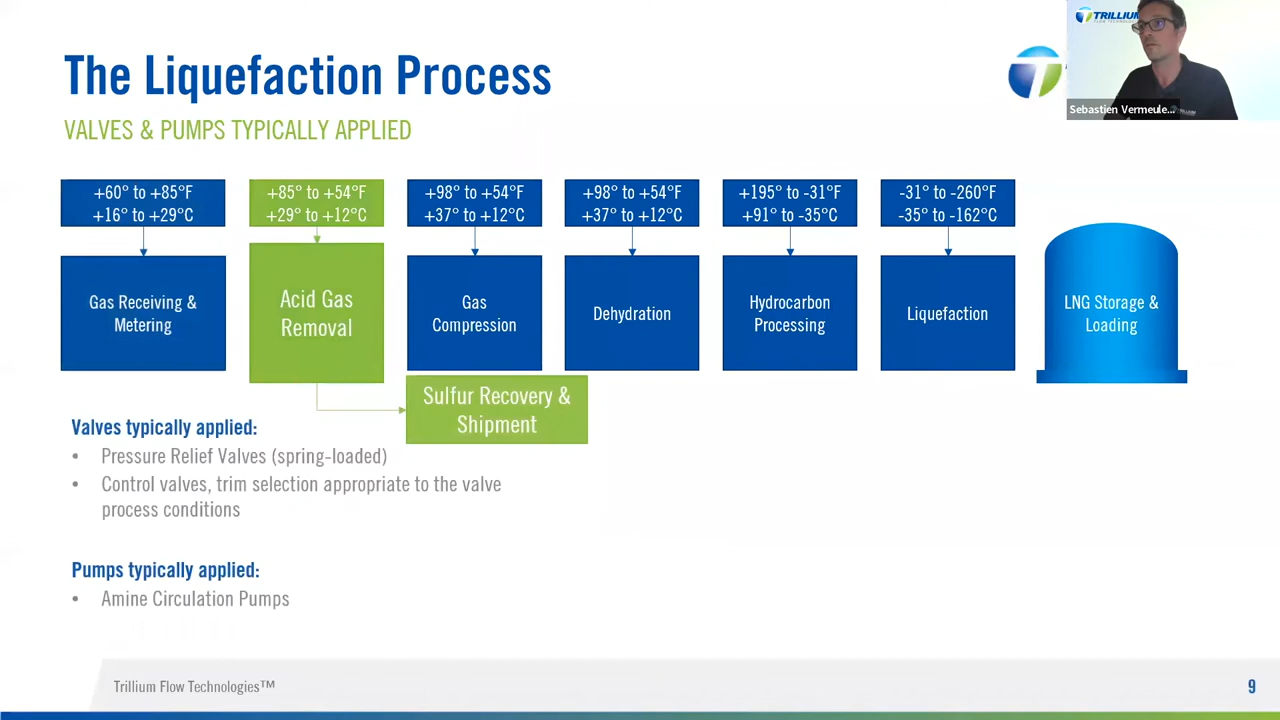 The Liquefaction Process
VALVES & PUMPS TYPICALLY APPLIED
TRILLIUM
FLOW TECHNOLOGIES
Sebastien Vermeule...
+60° to +85°F
+16° to +29°C
+85° to +54°F
+29° to +12°C
+98° to +54°F
+37° to +12°C
+98° to +54°F
+37° to +12°C
+195° to -31°F
+91° to -35°C
-31° to -260°F
-35° to -162°C
Gas Receiving &
Metering
Acid Gas
Removal
Gas
Compression
Dehydration
Hydrocarbon
Processing
Liquefaction
LNG Storage &
Loading
Sulfur Recovery &
Shipment
Valves typically applied:
• Pressure Relief Valves (spring-loaded)
• Control valves, trim selection appropriate to the valve
process conditions
Pumps typically applied:
• Amine Circulation Pumps
Trillium Flow Technologies™
9